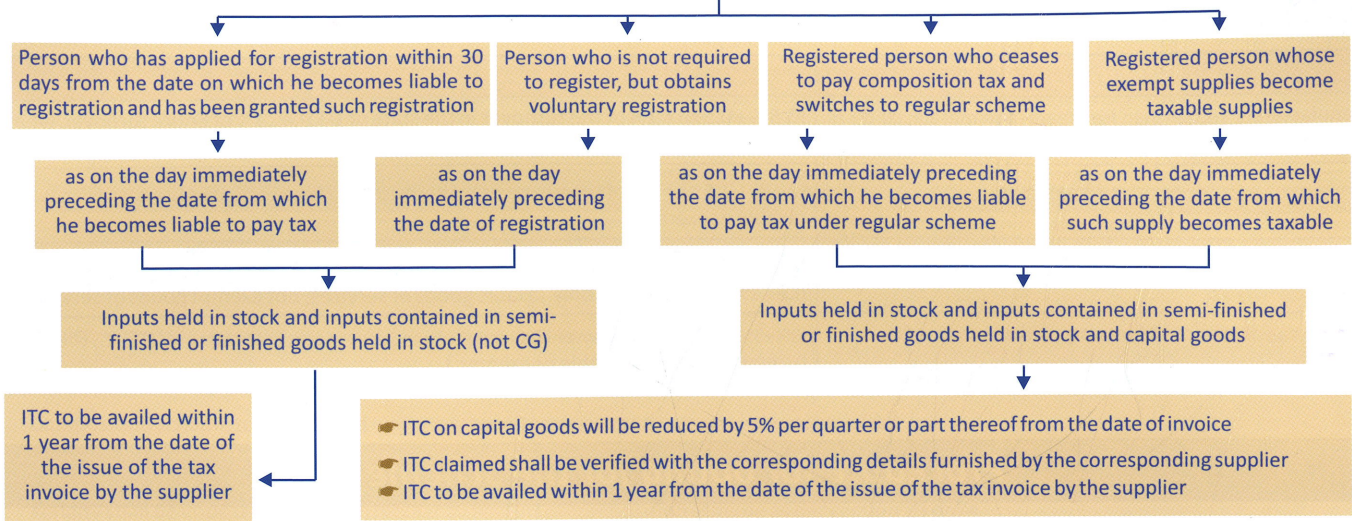 Person who has applied for registration within 30
days from the date on which he becomes liable to
registration and has been granted such registration
Person who is not required
to register, but obtains
voluntary registration
Registered person who ceases
to pay composition tax and
switches to regular scheme
Registered person whose
exempt supplies become
taxable supplies
as on the day immediately
preceding the date from which
he becomes liable to pay tax
as on the day
immediately preceding
the date of registration
as on the day immediately preceding
the date from which he becomes liable
to pay tax under regular scheme
as on the day immediately
preceding the date from which
such supply becomes taxable
Inputs held in stock and inputs contained in semi-
finished or finished goods held in stock (not CG)
Inputs held in stock and inputs contained in semi-finished
or finished goods held in stock and capital goods
ITC to be availed within
1 year from the date of
the issue of the tax
invoice by the supplier
☛ ITC on capital goods will be reduced by 5% per quarter or part thereof from the date of invoice
☛ ITC claimed shall be verified with the corresponding details furnished by the corresponding supplier
☛ ITC to be availed within 1 year from the date of the issue of the tax invoice by the supplier